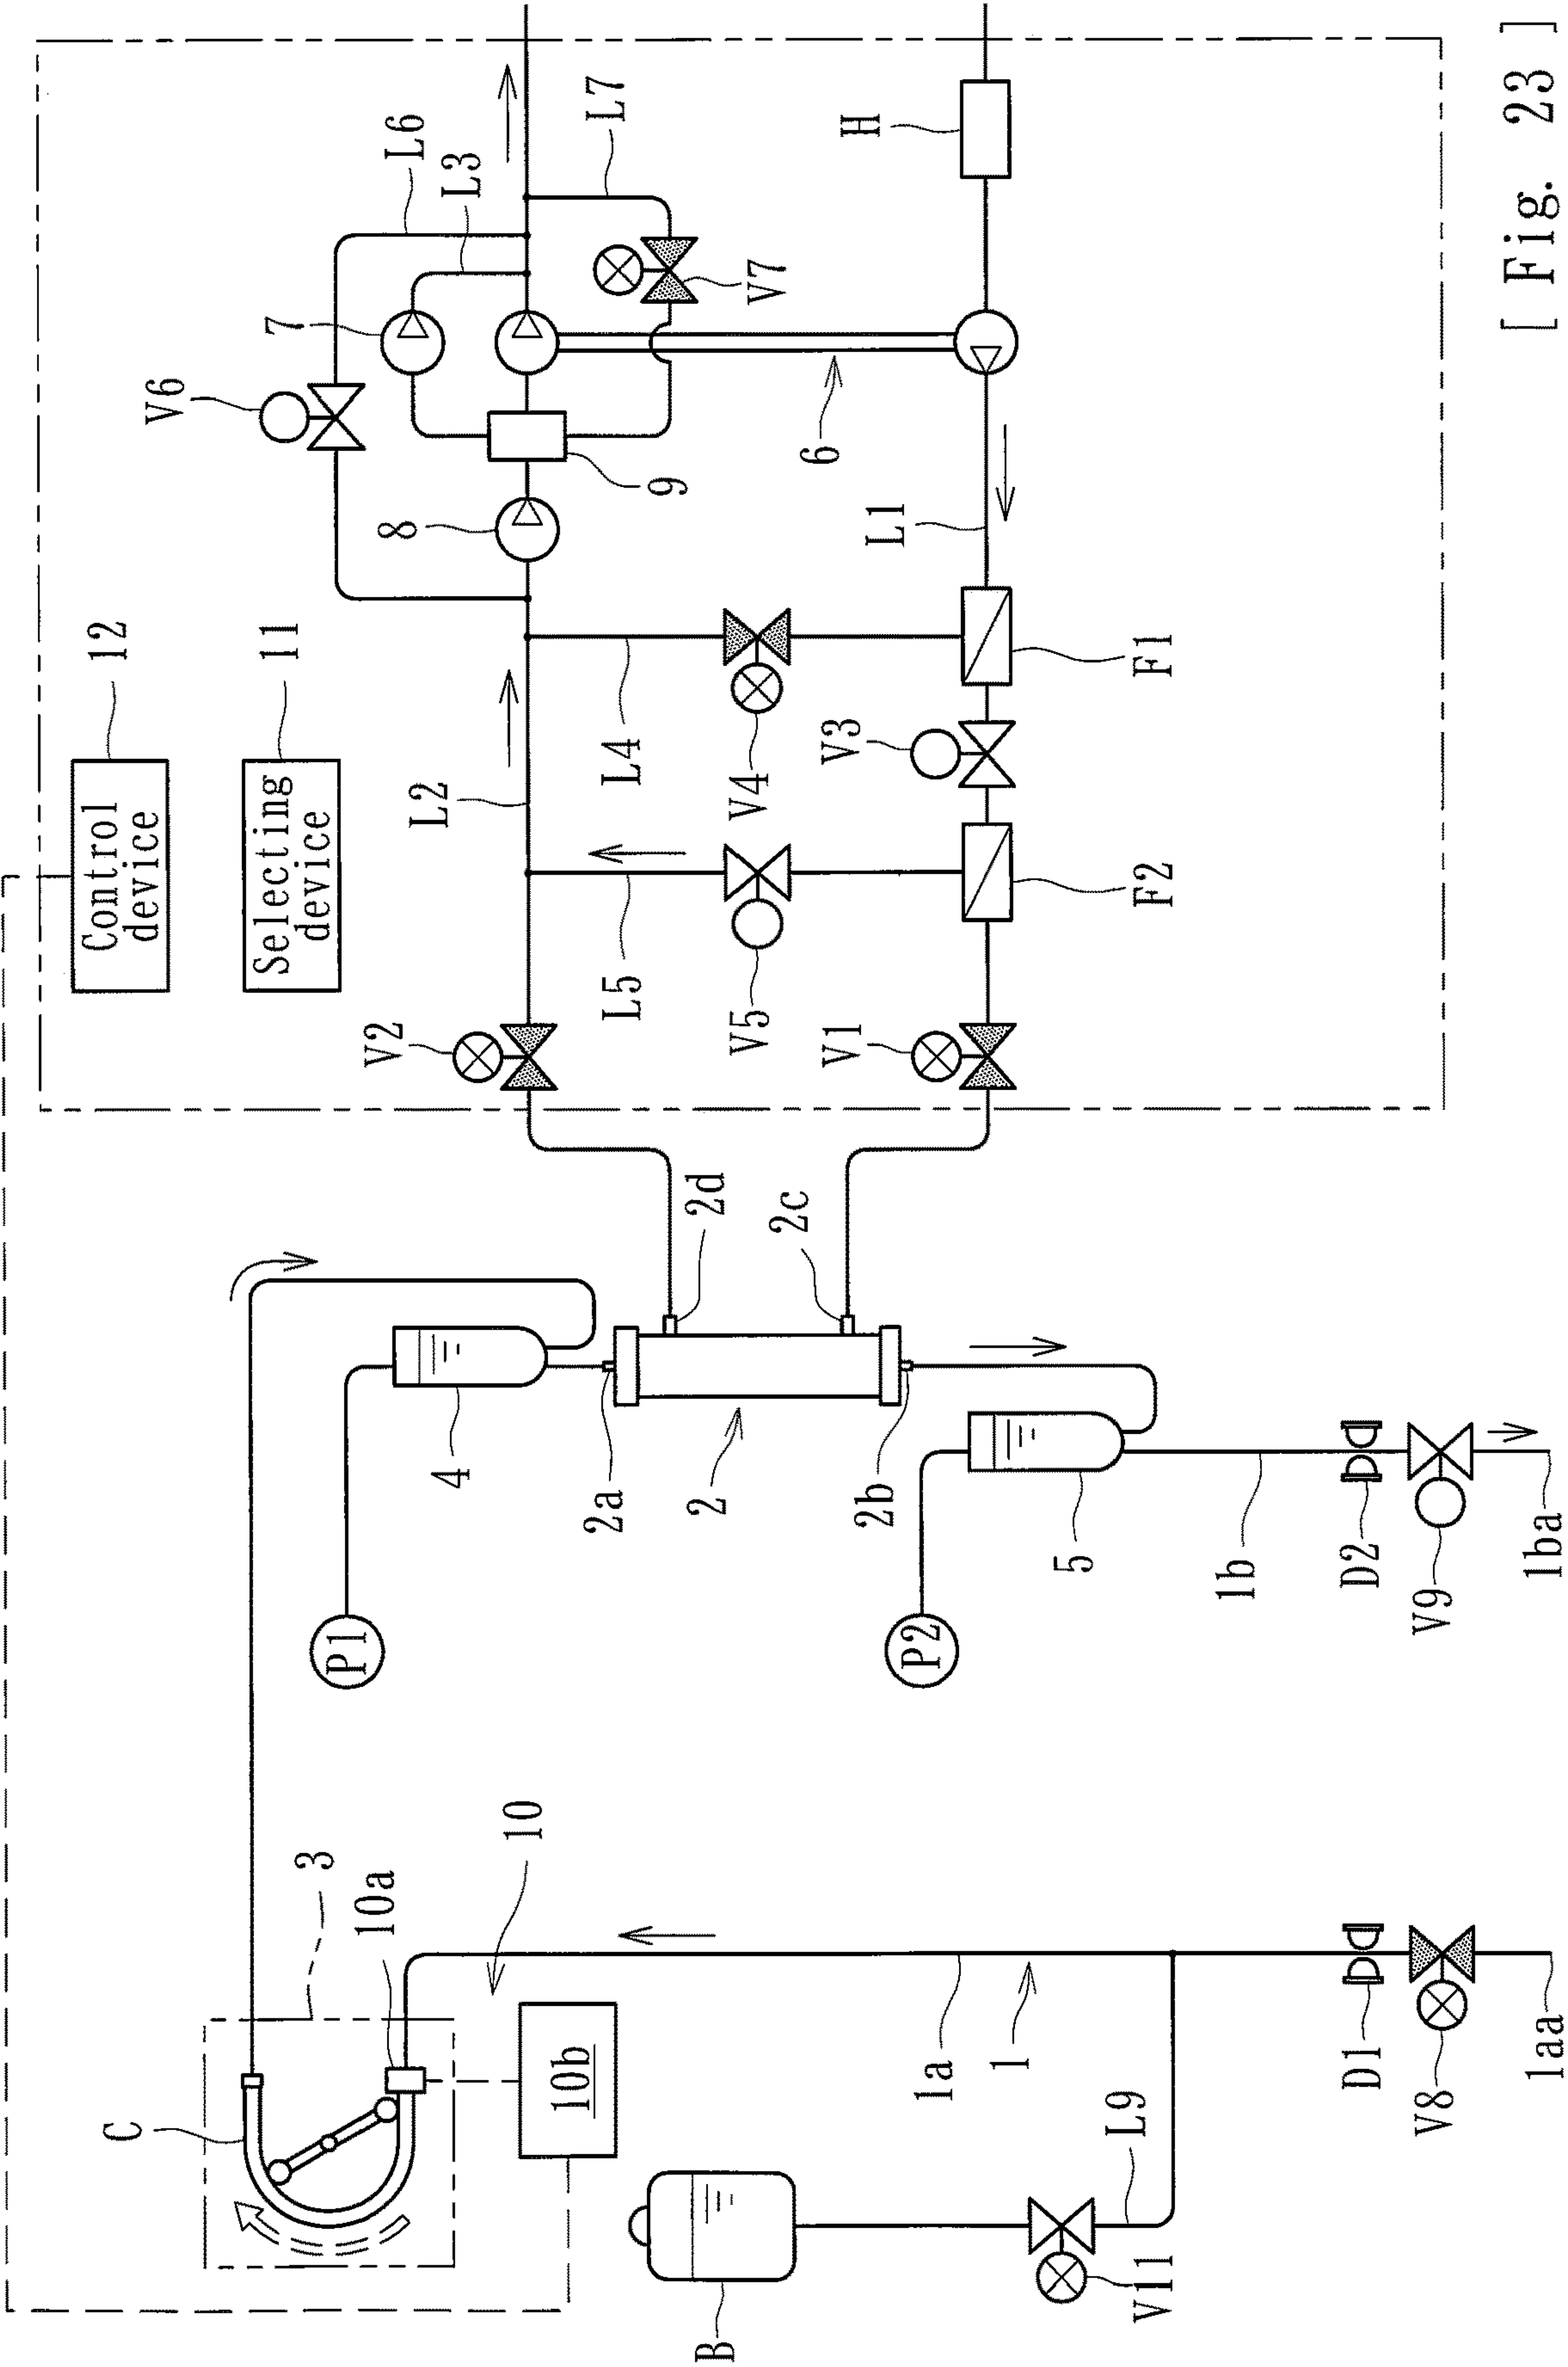 [ Fig. 23 ]
Control
device
12
Selecting
device
11
V6
7
L6
L3
L7
V7
H
8
9
6
L1
L2
L4
V4
V3
F1
L5
V5
F2
V2
V1
2d
2c
4
2a
2
2b
5
P1
P2
1b
D2
V9
1ba
3
10a
10
C
10b
1a
1
L9
D1
V8
1aa
B
V11